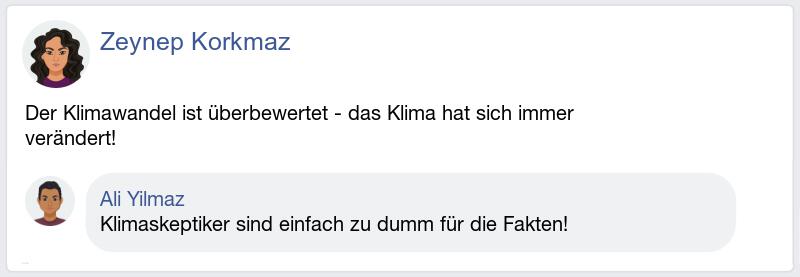 Zeynep Korkmaz
Der Klimawandel ist überbewertet - das Klima hat sich immer
verändert!
Ali Yilmaz
Klimaskeptiker sind einfach zu dumm für die Fakten!